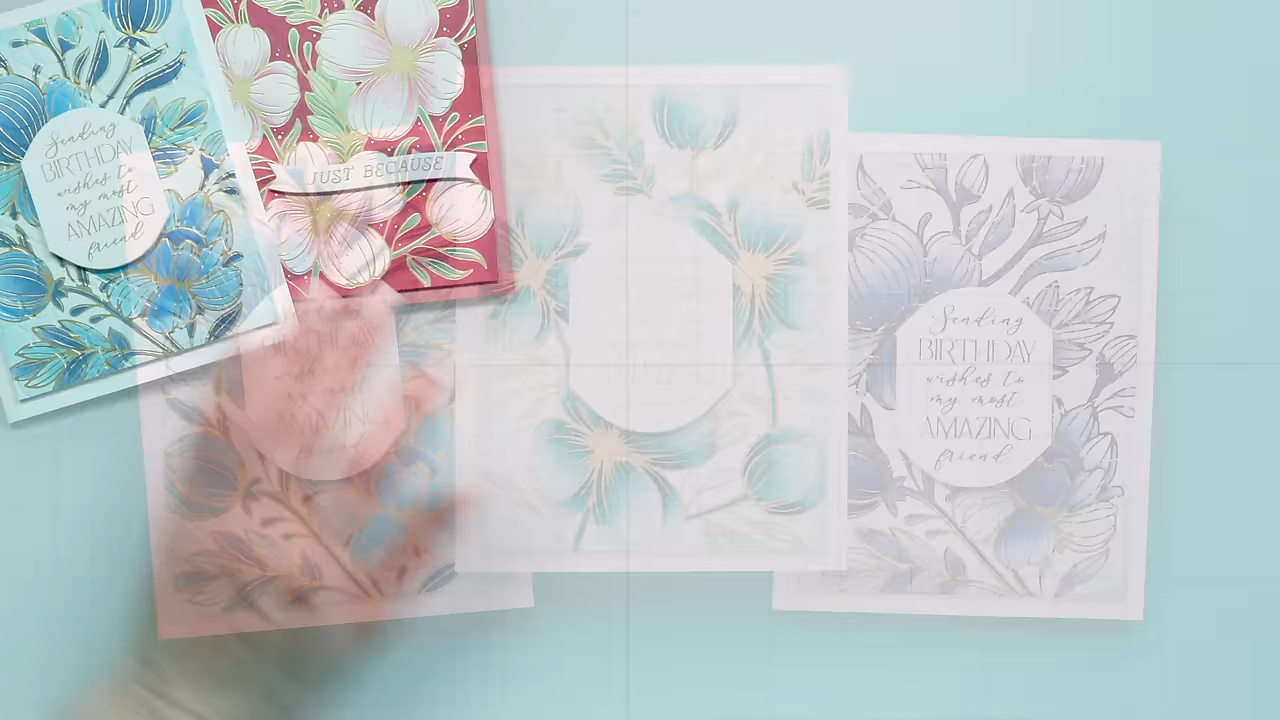 Sending
BIRTHDAY
wishes to
my most
AMAZING
friend
JUST BECAUSE
Sending
BIRTHDAY
wishes to
my most
AMAZING
friend